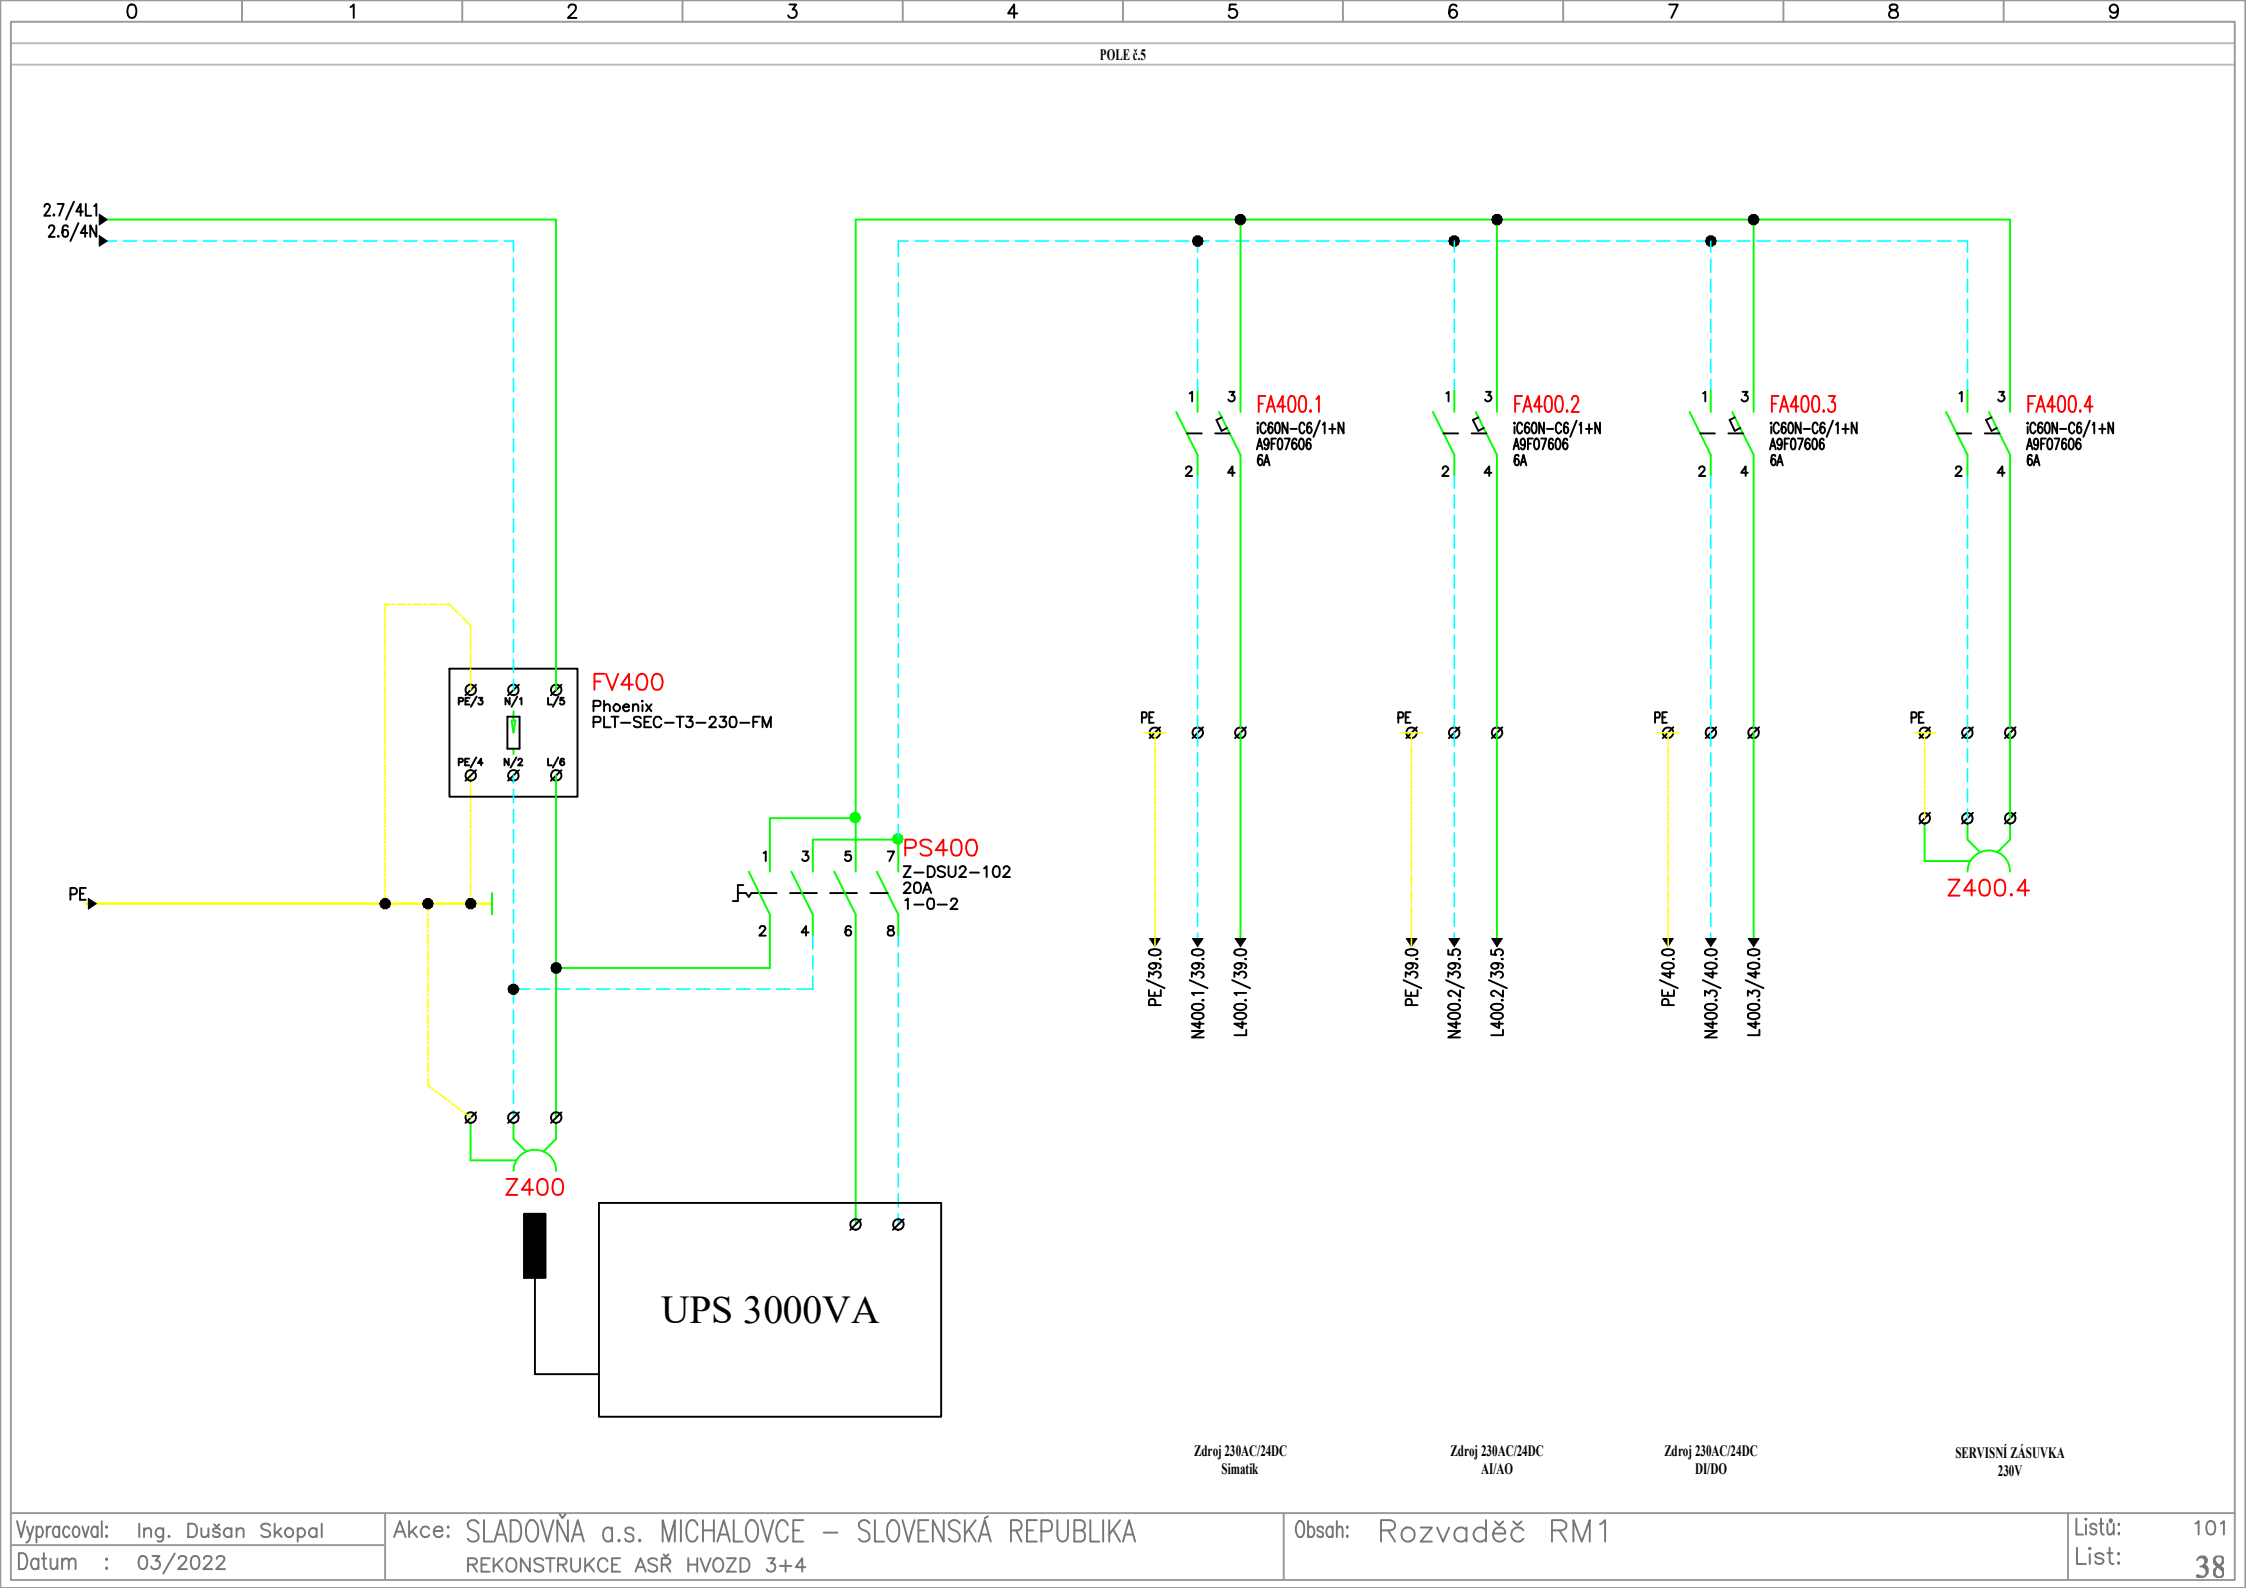 0 1 2 3 4 5 6 7 8 9
POLE č.5
2.7/4L1
2.6/4N
1 3 FA400.1
iC60N-C6/1+N
A9F07606
6A
2 4
1 3 FA400.2
iC60N-C6/1+N
A9F07606
6A
2 4
1 3 FA400.3
iC60N-C6/1+N
A9F07606
6A
2 4
1 3 FA400.4
iC60N-C6/1+N
A9F07606
6A
2 4
FV400
Phoenix
PLT-SEC-T3-230-FM
PE/3 N/1 L/5
PE/4 N/2 L/6
PE
PE
PE
PE
PE
1 3 5 7
PS400
Z-DSU2-102
20A
1-0-2
2 4 6 8
Z400.4
PE/39.0
N400.1/39.0
L400.1/39.0
PE/39.0
N400.2/39.5
L400.2/39.5
PE/40.0
N400.3/40.0
L400.3/40.0
Z400
UPS 3000VA
Zdroj 230AC/24DC
Simatik
Zdroj 230AC/24DC
AI/AO
Zdroj 230AC/24DC
DI/DO
SERVISNÍ ZÁSUVKA
230V
Vypracoval: Ing. Dušan Skopal
Datum : 03/2022
Akce: SLADOVŇA a.s. MICHALOVCE - SLOVENSKÁ REPUBLIKA
REKONSTRUKCE ASŘ HVOZD 3+4
Obsah: Rozvaděč RM1
Listů: 101
List: 38